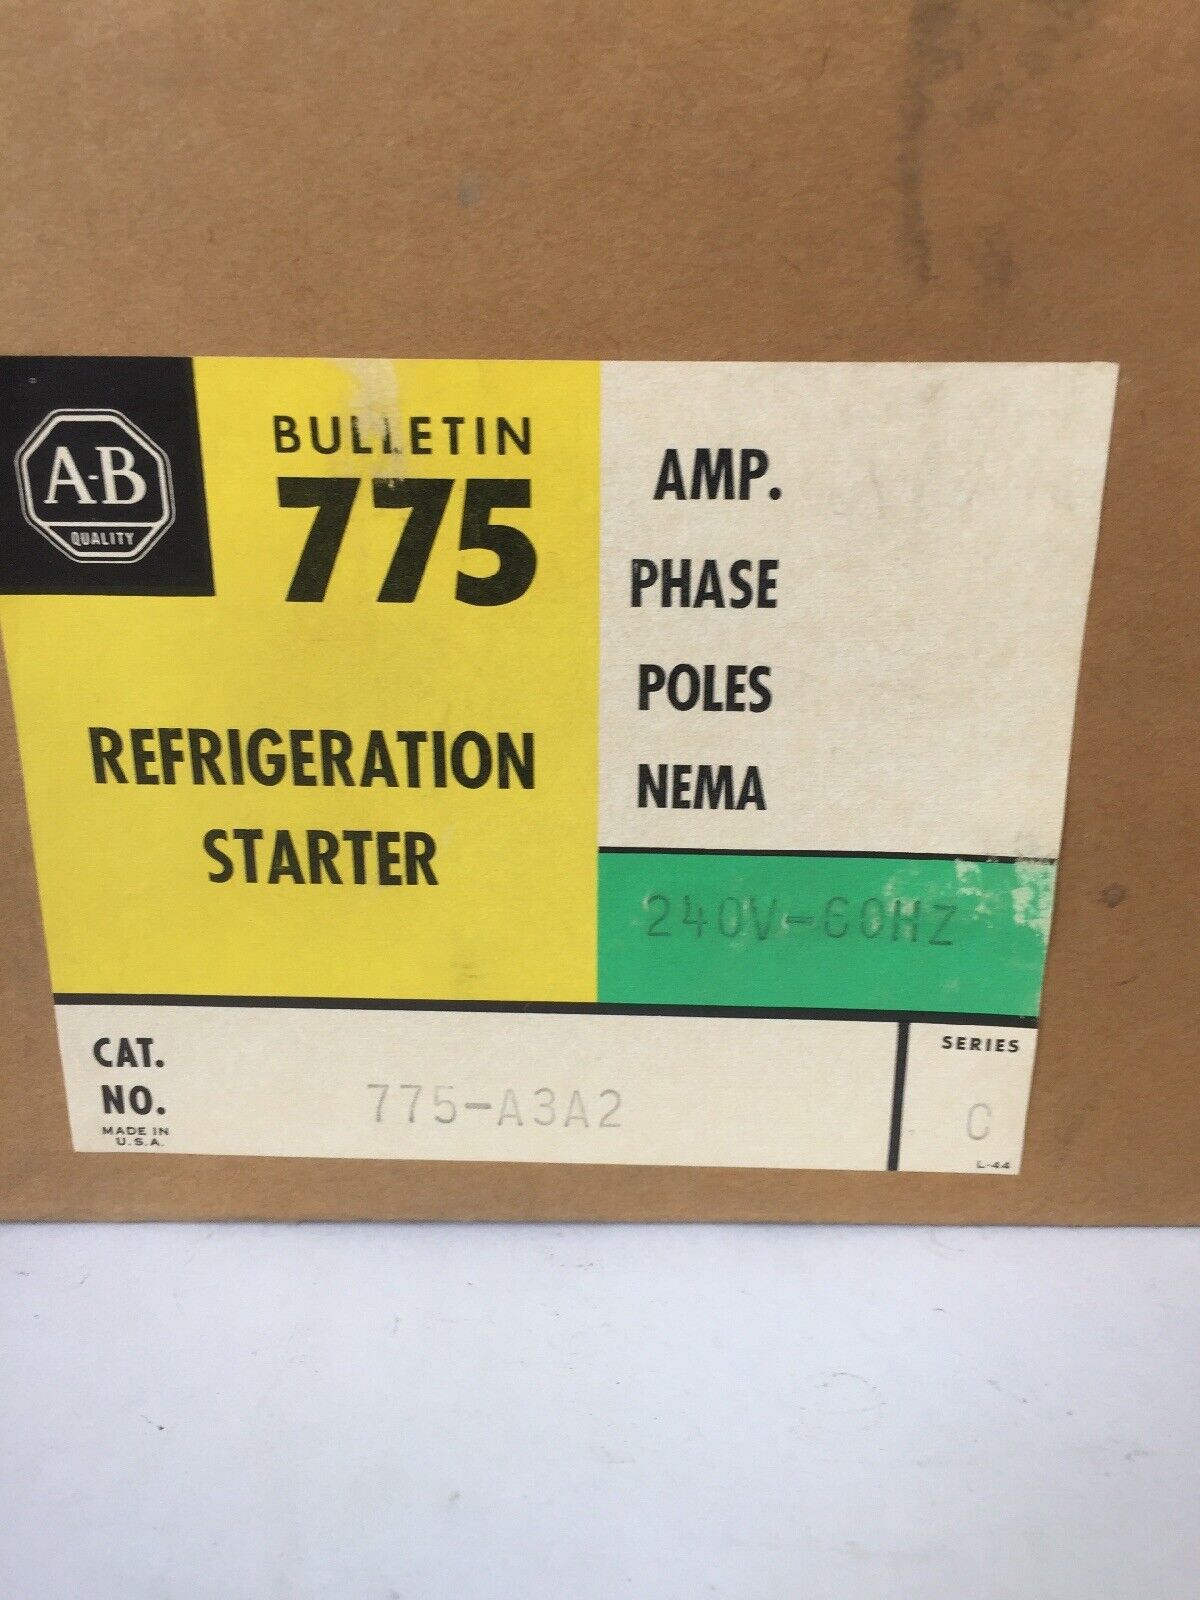 A-B
QUALITY
BULLETIN
775
REFRIGERATION
STARTER
AMP.
PHASE
POLES
NEMA
240V-60HZ
CAT.
NO.
MADE IN
U.S.A.
775-A3A2
SERIES
C
L-44